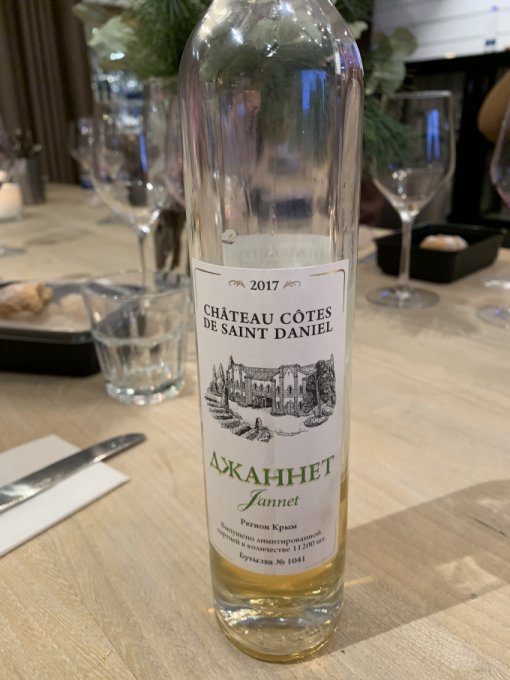 2017
CHÂTEAU CÔTES
DE SAINT DANIEL
ДЖАННЕТ
Jannet
Регион Крым
Выпущено лимитированной
партией в количестве 11200 шт.
Бутылка № 1041